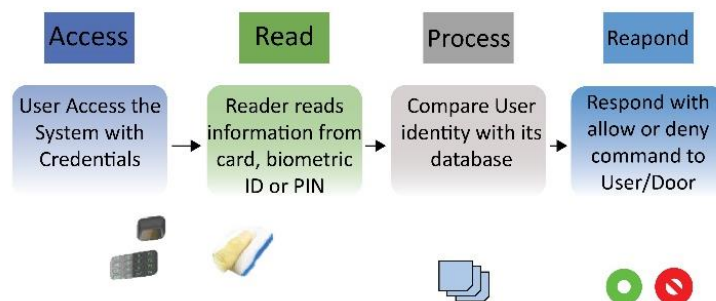 Access
Read
Process
Reapond
User Access the
System with
Credentials
Reader reads
information from
card, biometric
ID or PIN
Compare User
identity with its
database
Respond with
allow or deny
command to
User/Door